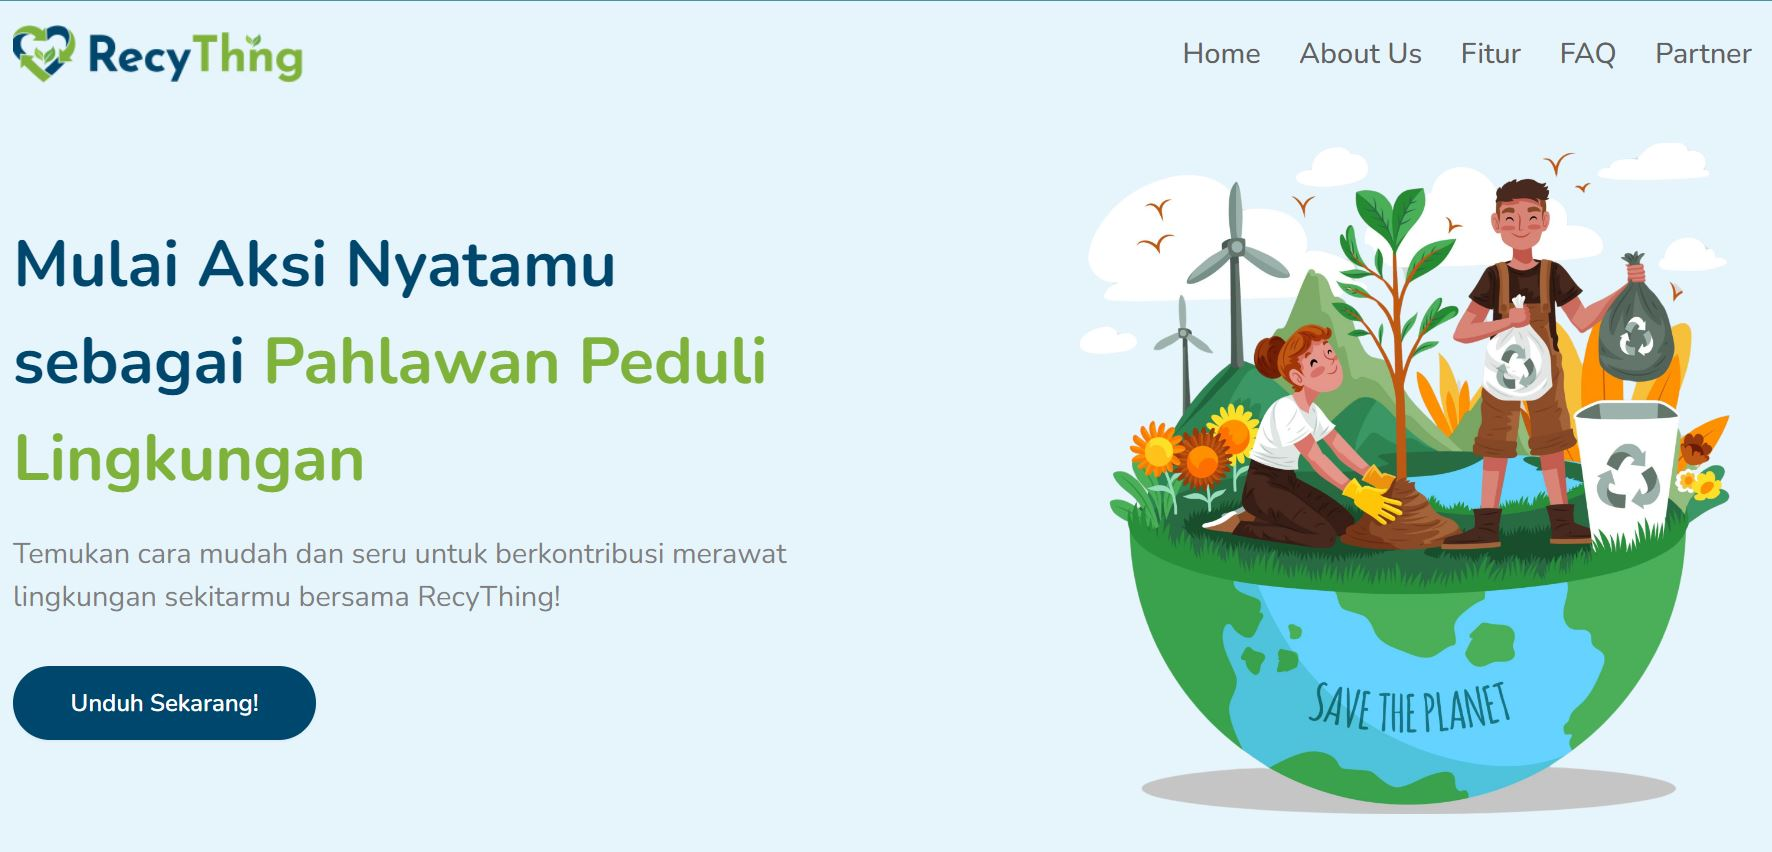 RecyThing
Home About Us Fitur FAQ Partner
Mulai Aksi Nyatamu
sebagai Pahlawan Peduli
Lingkungan
Temukan cara mudah dan seru untuk berkontribusi merawat
lingkungan sekitarmu bersama RecyThing!
Unduh Sekarang!
SAVE THE PLANET